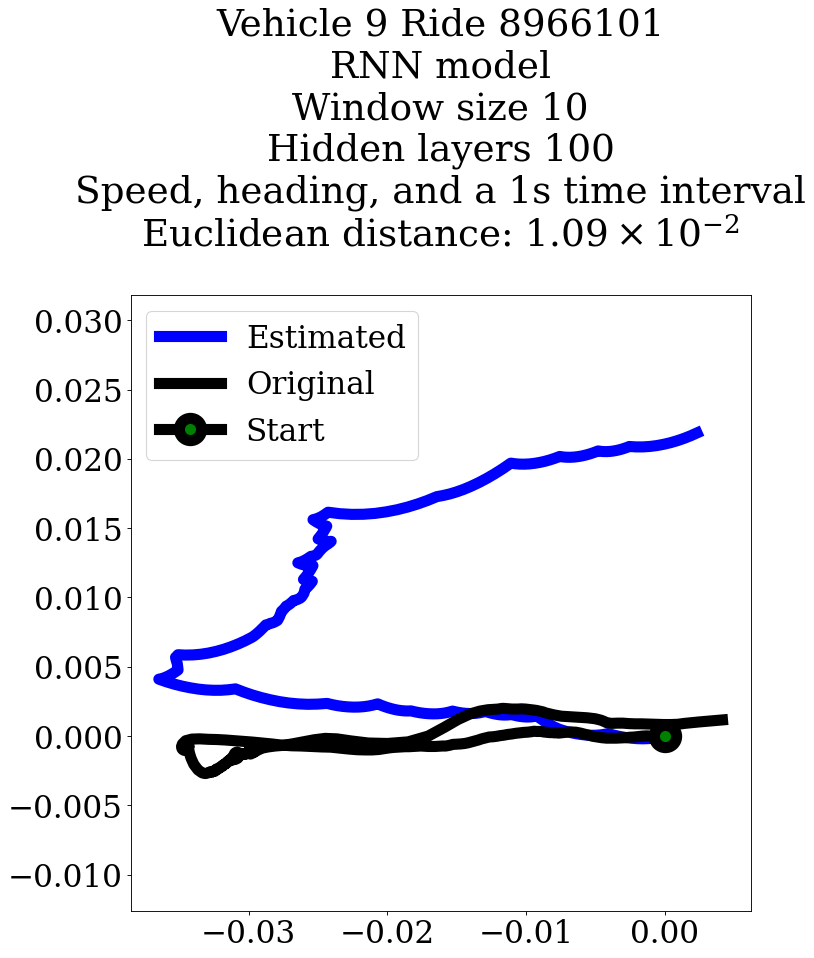 Vehicle 9 Ride 8966101
RNN model
Window size 10
Hidden layers 100
Speed, heading, and a 1s time interval
Euclidean distance: 1.09 × 10⁻²
0.030
0.025
0.020
0.015
0.010
0.005
0.000
−0.005
−0.010
Estimated
Original
Start
−0.03
−0.02
−0.01
0.00